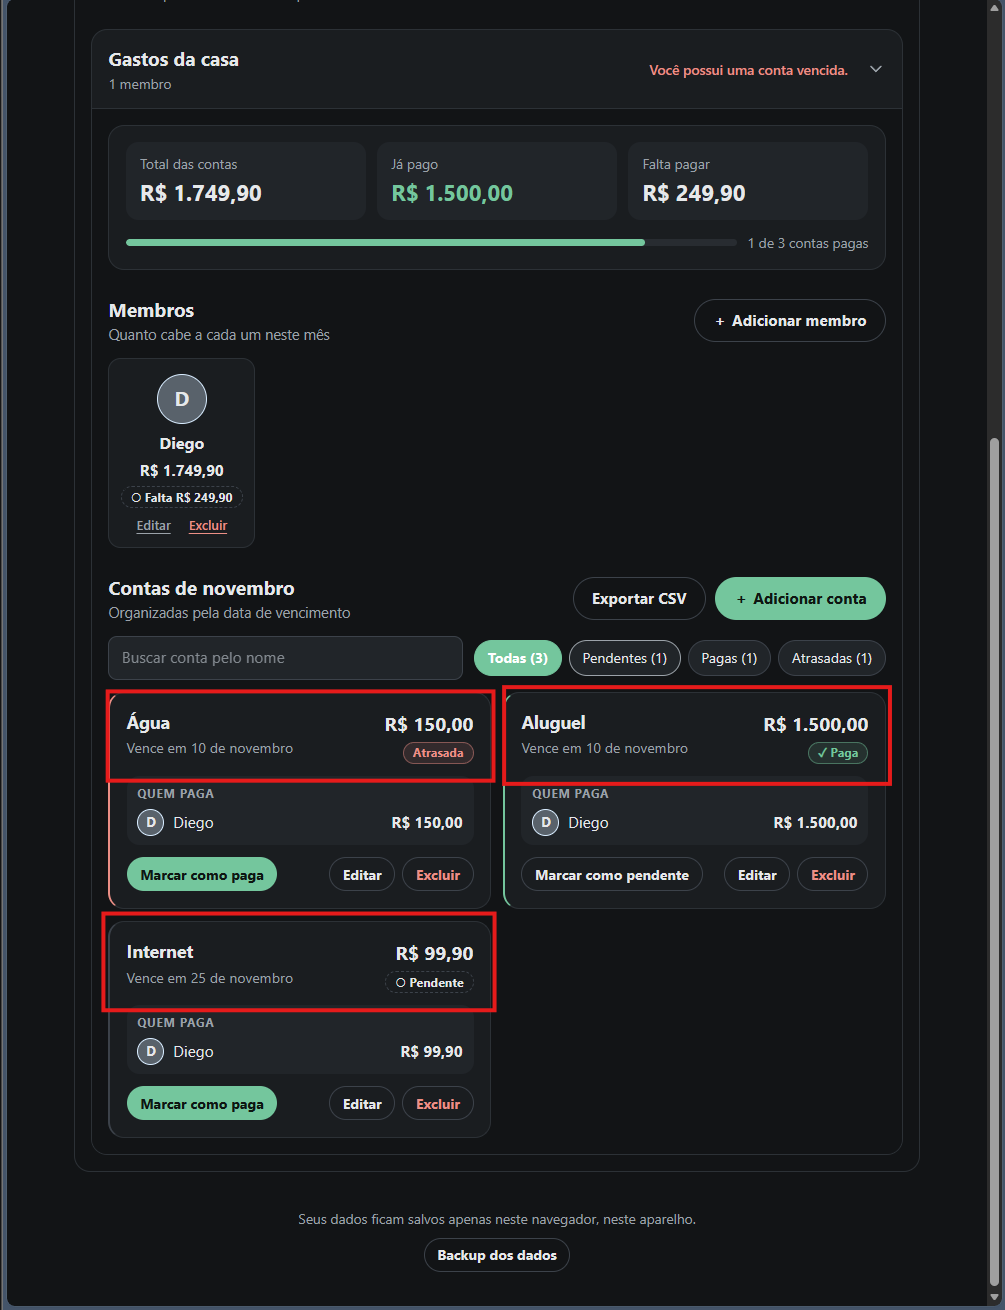 Gastos da casa
1 membro
Você possui uma conta vencida.
Total das contas
R$ 1.749,90
Já pago
R$ 1.500,00
Falta pagar
R$ 249,90
1 de 3 contas pagas
Membros
Quanto cabe a cada um neste mês
+ Adicionar membro
D
Diego
R$ 1.749,90
Falta R$ 249,90
Editar Excluir
Contas de novembro
Organizadas pela data de vencimento
Exportar CSV
+ Adicionar conta
Buscar conta pelo nome
Todas (3) Pendentes (1) Pagas (1) Atrasadas (1)
Água R$ 150,00
Vence em 10 de novembro Atrasada
QUEM PAGA
D Diego R$ 150,00
Marcar como paga Editar Excluir
Aluguel R$ 1.500,00
Vence em 10 de novembro ✓ Paga
QUEM PAGA
D Diego R$ 1.500,00
Marcar como pendente Editar Excluir
Internet R$ 99,90
Vence em 25 de novembro Pendente
QUEM PAGA
D Diego R$ 99,90
Marcar como paga Editar Excluir
Seus dados ficam salvos apenas neste navegador, neste aparelho.
Backup dos dados